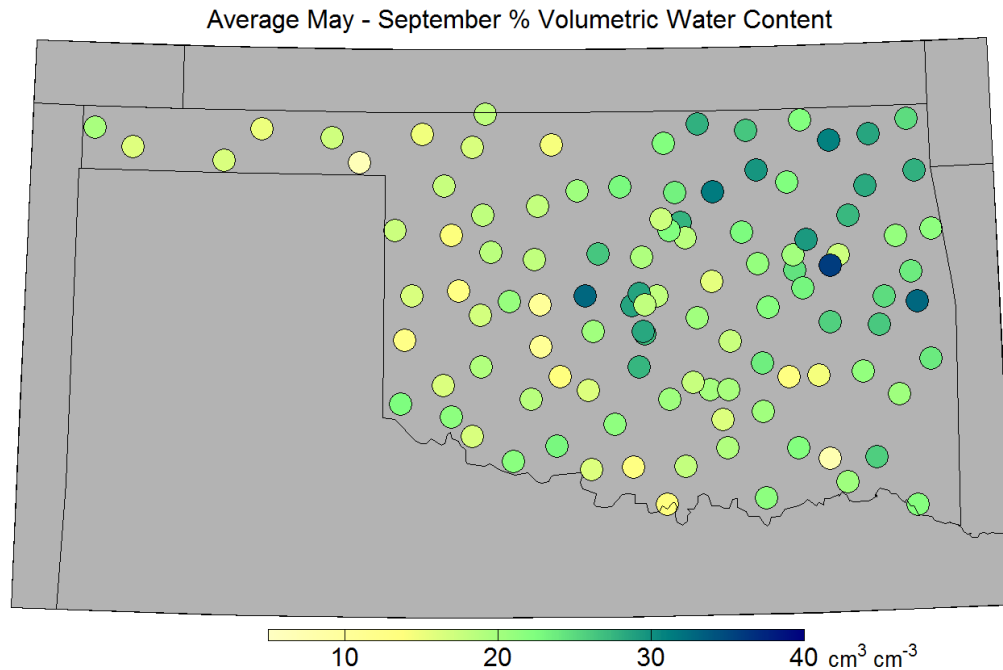 Average May - September % Volumetric Water Content
10 20 30 40 cm³ cm⁻³